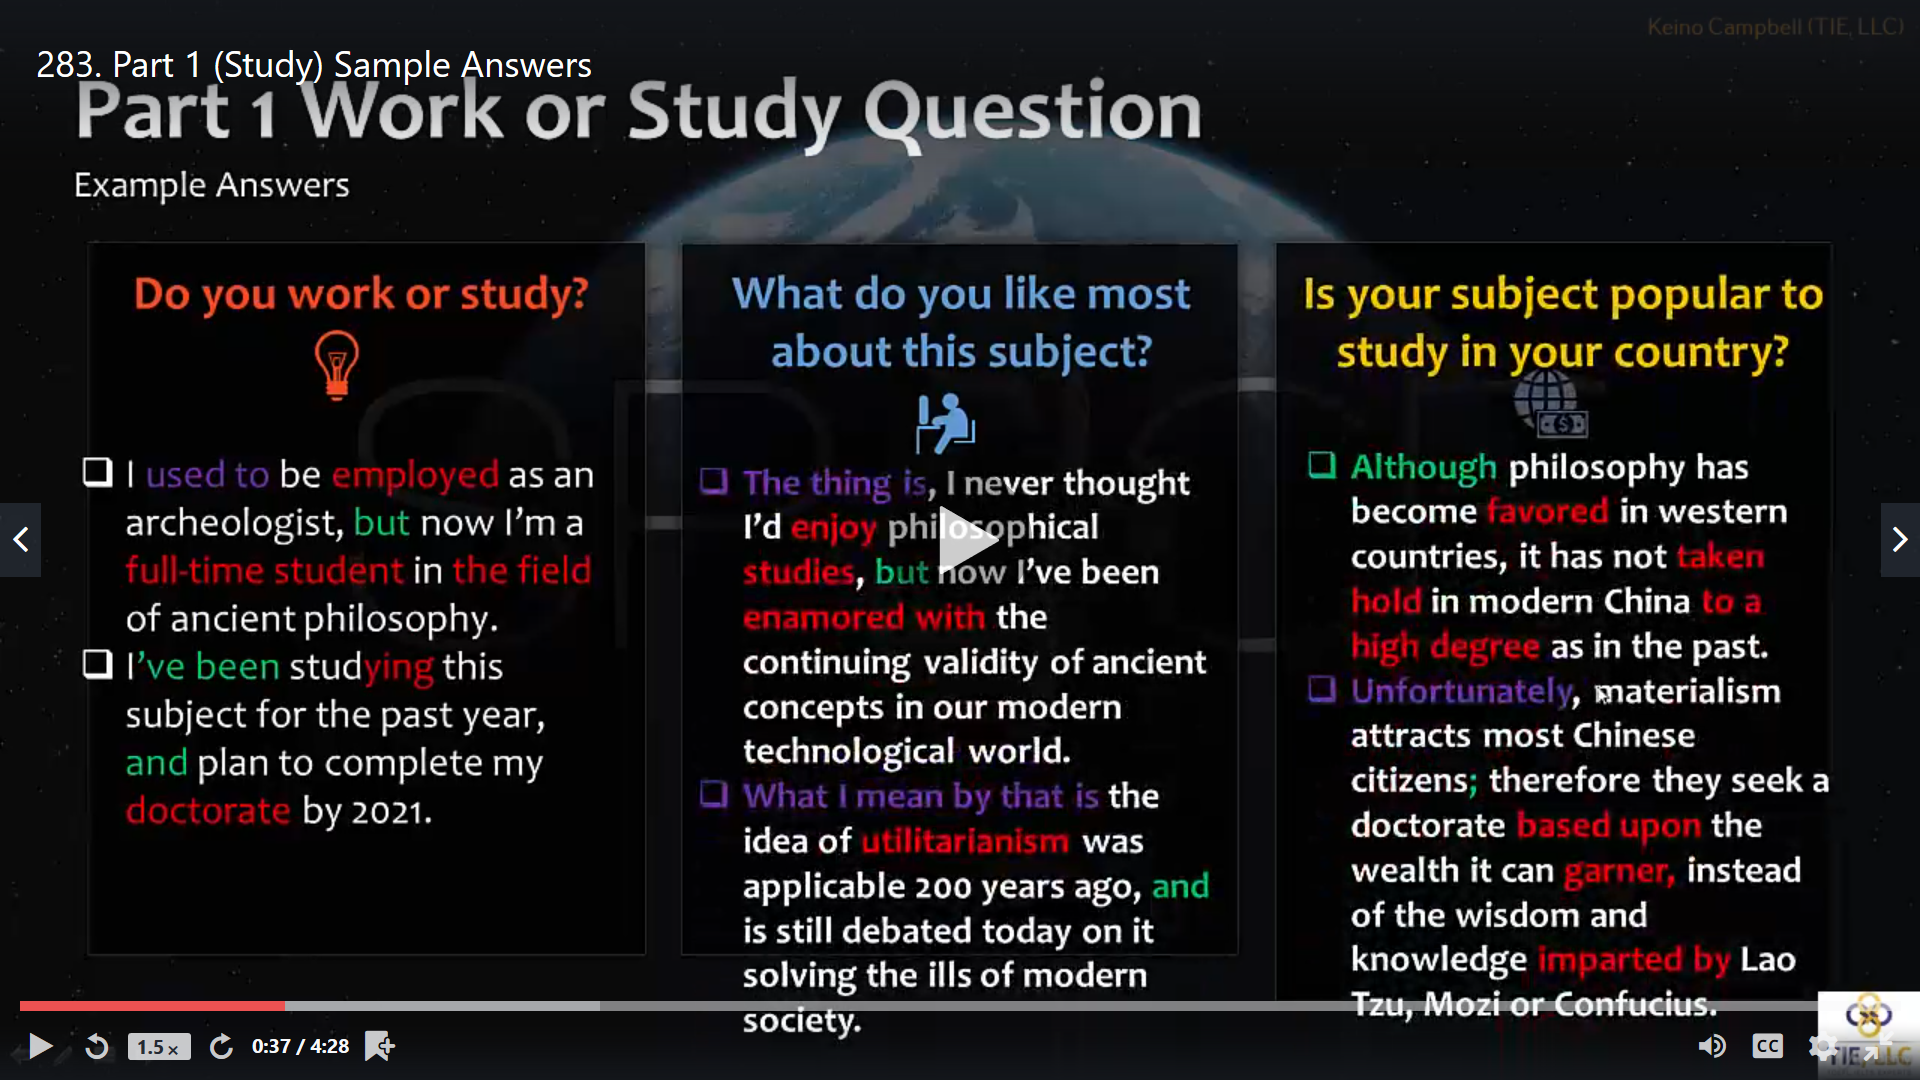 Keino Campbell (TIE, LLC)
283. Part 1 (Study) Sample Answers
Part 1 Work or Study Question
Example Answers
Do you work or study?
I used to be employed as an
archeologist, but now I'm a
full-time student in the field
of ancient philosophy.
I've been studying this
subject for the past year,
and plan to complete my
doctorate by 2021.
What do you like most
about this subject?
The thing is, I never thought
I'd enjoy philosophical
studies, but now I've been
enamored with the
continuing validity of ancient
concepts in our modern
technological world.
What I mean by that is the
idea of utilitarianism was
applicable 200 years ago, and
is still debated today on it
solving the ills of modern
society.
Is your subject popular to
study in your country?
Although philosophy has
become favored in western
countries, it has not taken
hold in modern China to a
high degree as in the past.
Unfortunately, materialism
attracts most Chinese
citizens; therefore they seek a
doctorate based upon the
wealth it can garner, instead
of the wisdom and
knowledge imparted by Lao
Tzu, Mozi or Confucius.
1.5 x
0:37 / 4:28
CC
TIE, LLC